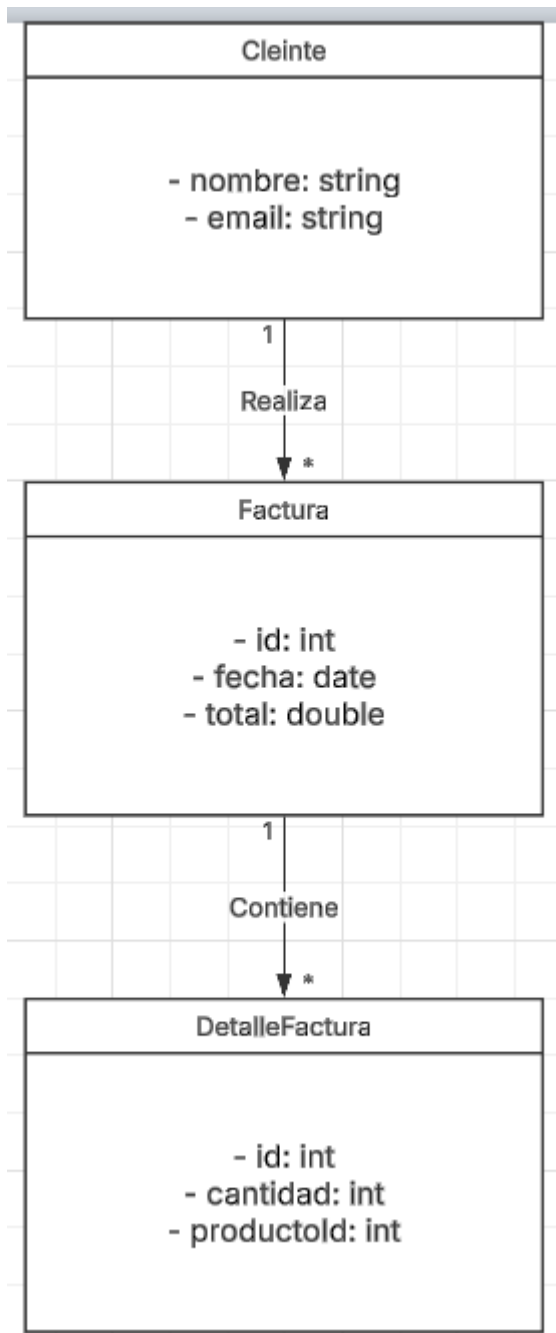 Cleinte
- nombre: string
- email: string
1
Realiza
*
Factura
- id: int
- fecha: date
- total: double
1
Contiene
*
DetalleFactura
- id: int
- cantidad: int
- productoId: int